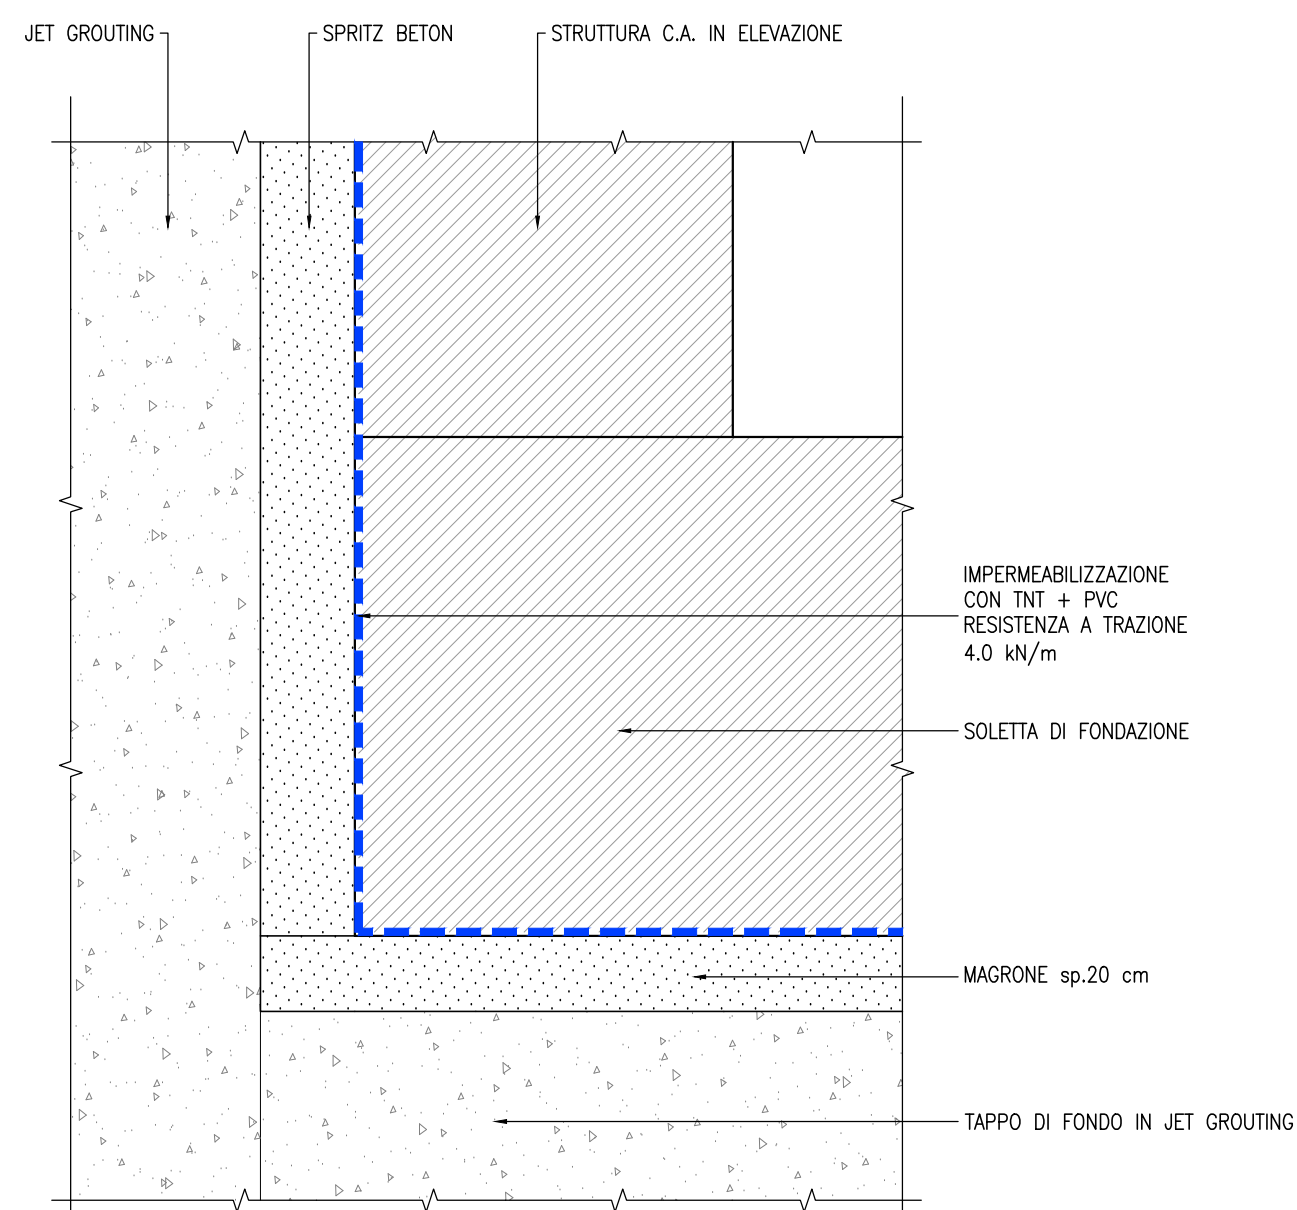 JET GROUTING
SPRITZ BETON
STRUTTURA C.A. IN ELEVAZIONE
IMPERMEABILIZZAZIONE
CON TNT + PVC
RESISTENZA A TRAZIONE
4.0 kN/m
SOLETTA DI FONDAZIONE
MAGRONE sp.20 cm
TAPPO DI FONDO IN JET GROUTING